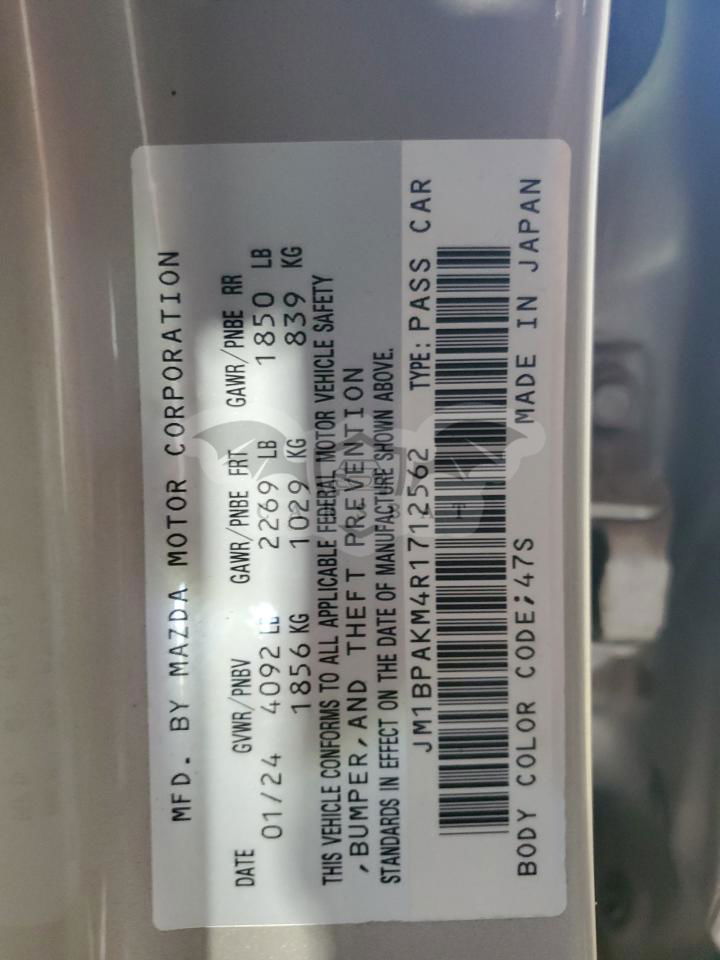 MFD. BY MAZDA MOTOR CORPORATION
DATE GVWR/PNBV GAWR/PNBE FRT GAWR/PNBE RR
01/24 4092 LB 2269 LB 1850 LB
1856 KG 1029 KG 839 KG
THIS VEHICLE CONFORMS TO ALL APPLICABLE FEDERAL MOTOR VEHICLE SAFETY
,BUMPER,AND THEFT PREVENTION
STANDARDS IN EFFECT ON THE DATE OF MANUFACTURE SHOWN ABOVE.
JM1BPAKM4R1712562 TYPE: PASS CAR
BODY COLOR CODE;47S MADE IN JAPAN